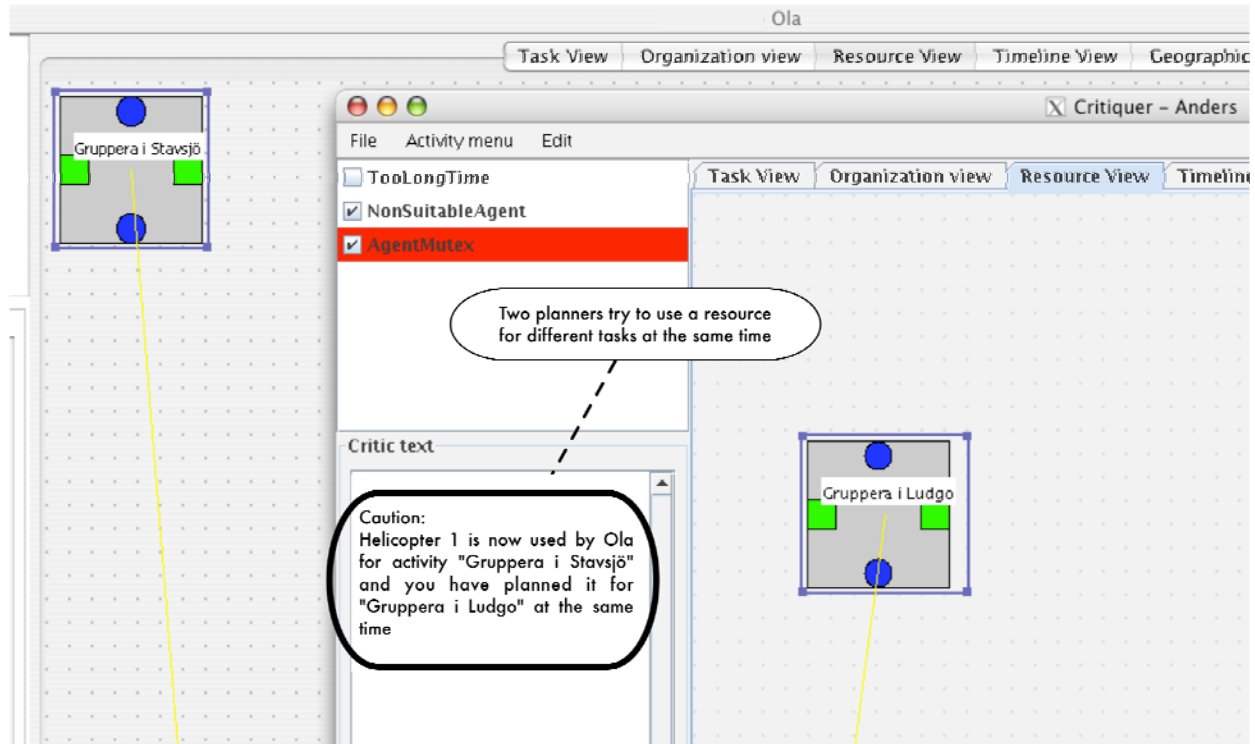 Ola
Task View Organization view Resource View Timeline View Geographic
Gruppera i Stavsjö
Critiquer – Anders
File Activity menu Edit
TooLongTime
NonSuitableAgent
AgentMutex
Task View Organization view Resource View Timeline
Two planners try to use a resource
for different tasks at the same time
Critic text
Caution:
Helicopter 1 is now used by Ola
for activity "Gruppera i Stavsjö"
and you have planned it for
"Gruppera i Ludgo" at the same
time
Gruppera i Ludgo